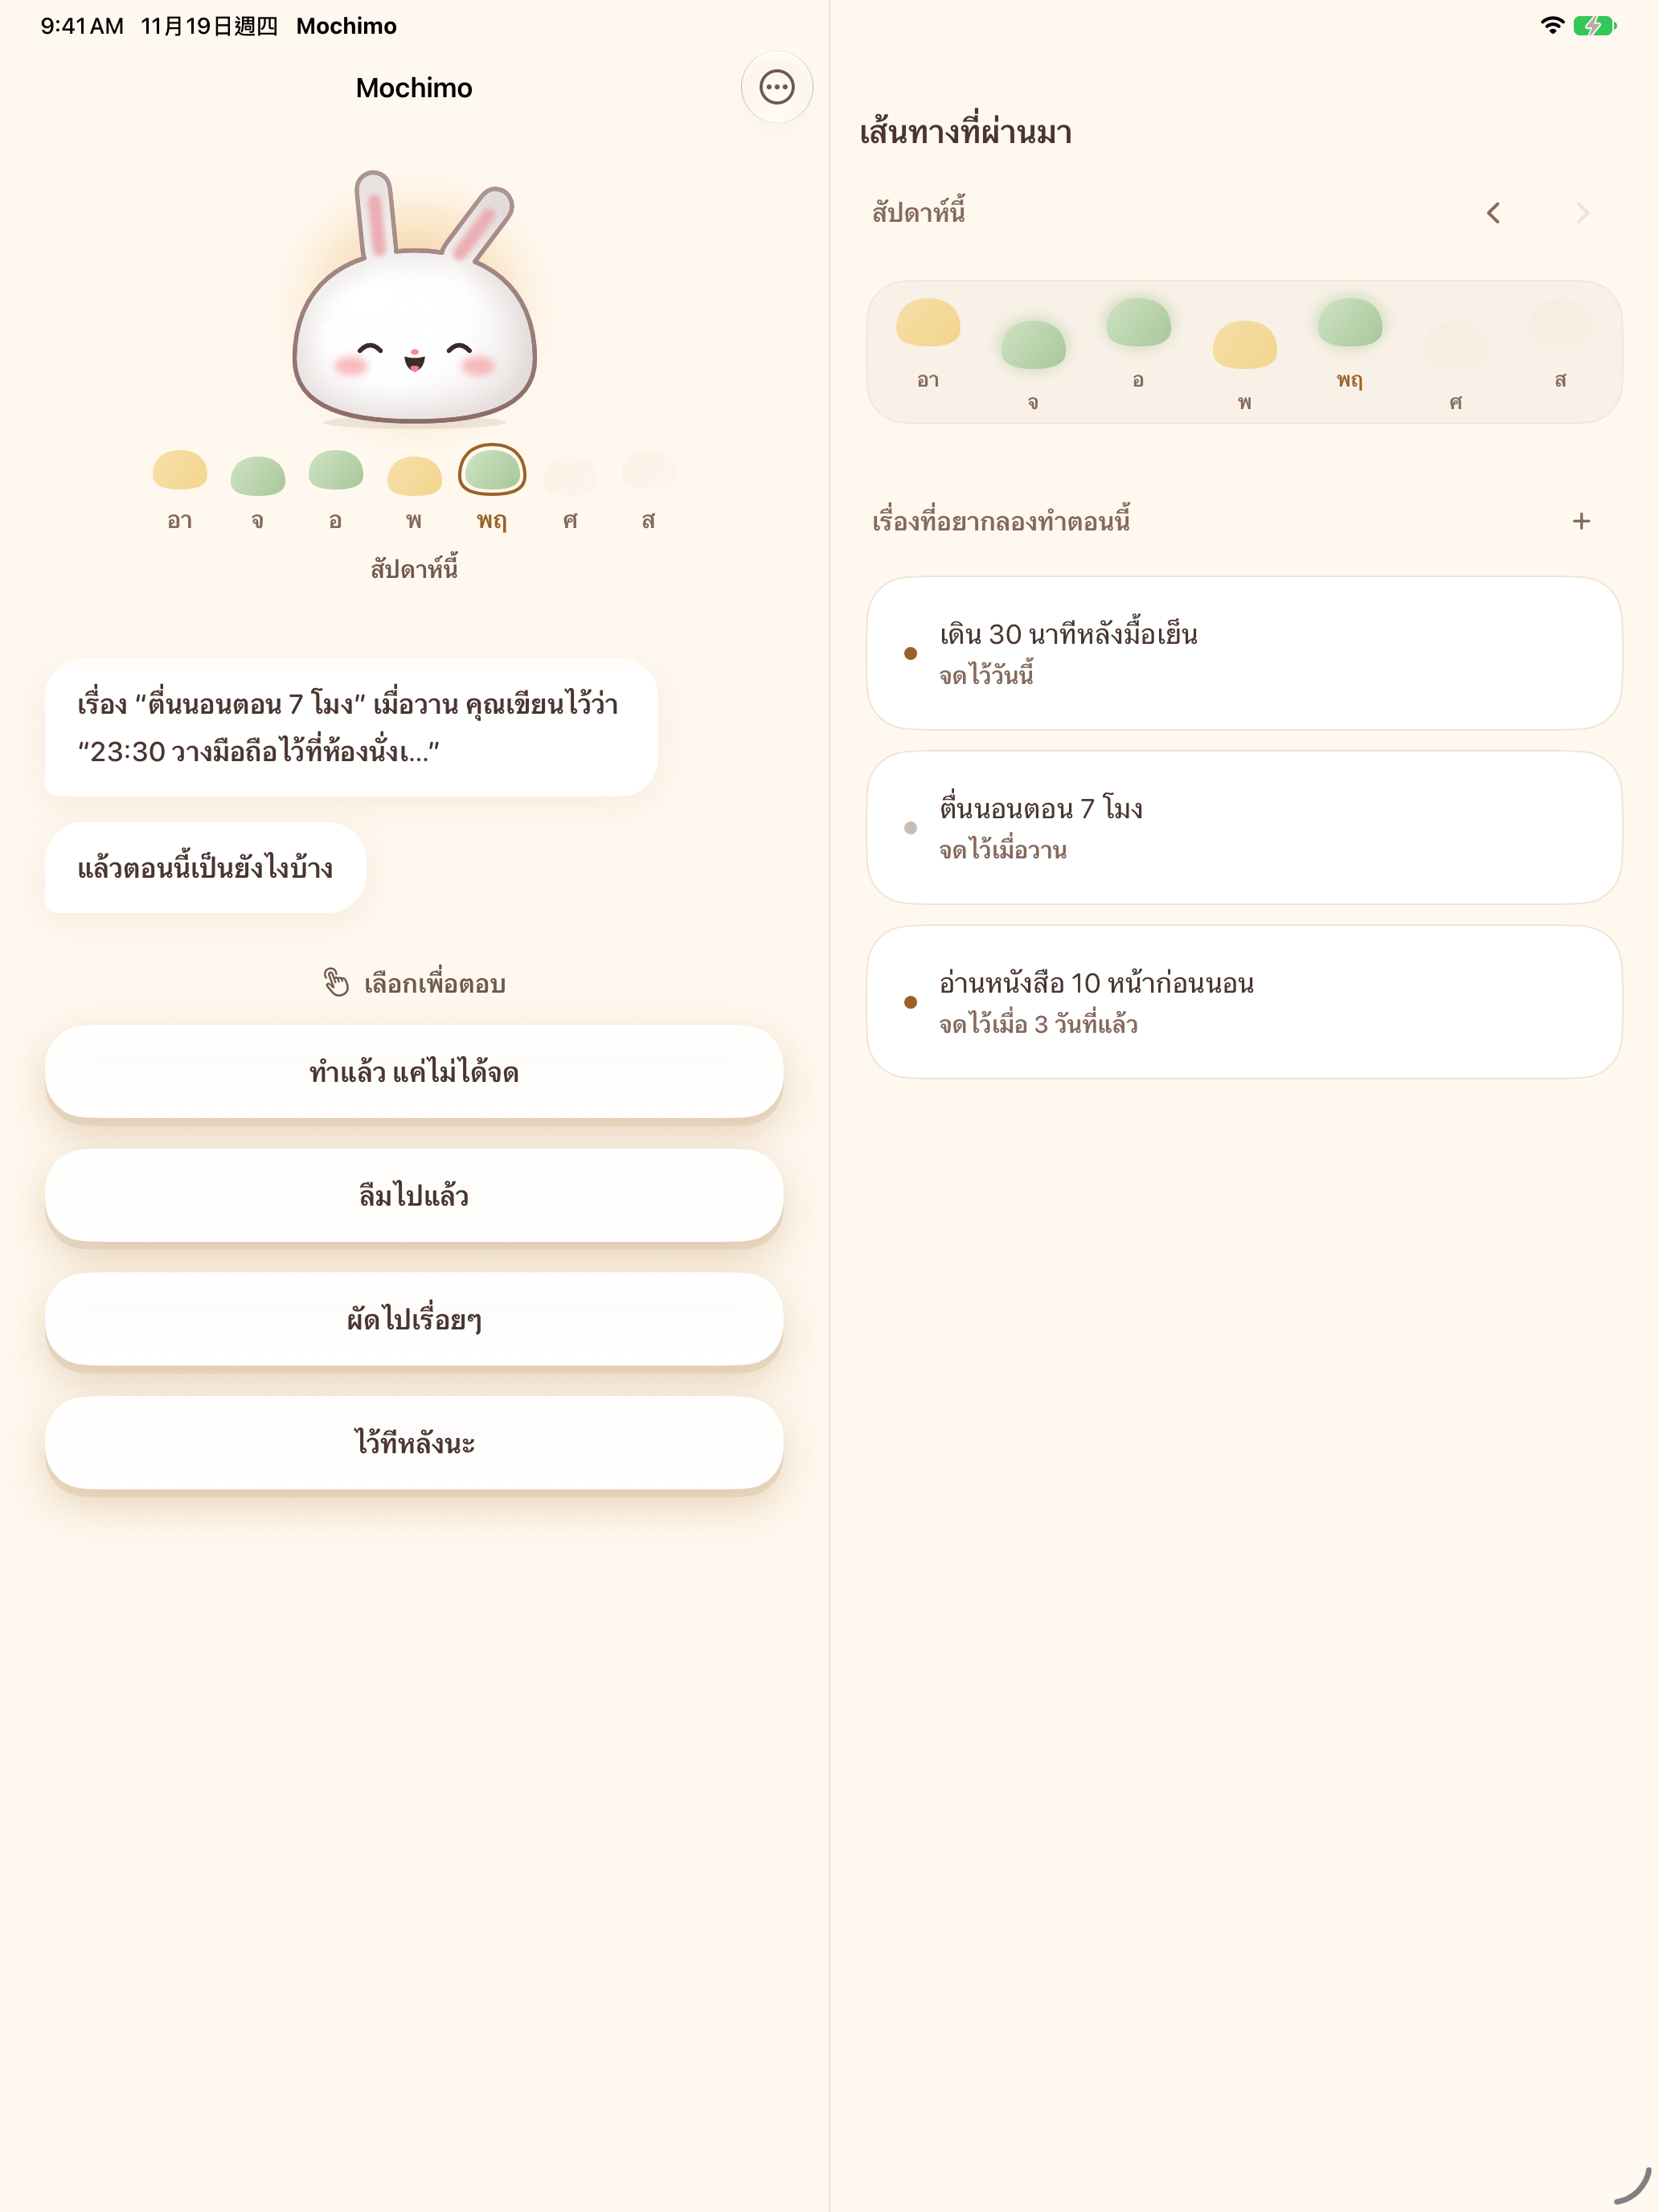 9:41 AM 11月19日週四 Mochimo
Mochimo
อา จ อ พ พฤ ศ ส
สัปดาห์นี้
เรื่อง “ตื่นนอนตอน 7 โมง” เมื่อวาน คุณเขียนไว้ว่า
“23:30 วางมือถือไว้ที่ห้องนั่งเ…”
แล้วตอนนี้เป็นยังไงบ้าง
เลือกเพื่อตอบ
ทำแล้ว แค่ไม่ได้จด
ลืมไปแล้ว
ผัดไปเรื่อยๆ
ไว้ทีหลังนะ
เส้นทางที่ผ่านมา
สัปดาห์นี้
อา จ อ พ พฤ ศ ส
เรื่องที่อยากลองทำตอนนี้
เดิน 30 นาทีหลังมื้อเย็น
จดไว้วันนี้
ตื่นนอนตอน 7 โมง
จดไว้เมื่อวาน
อ่านหนังสือ 10 หน้าก่อนนอน
จดไว้เมื่อ 3 วันที่แล้ว